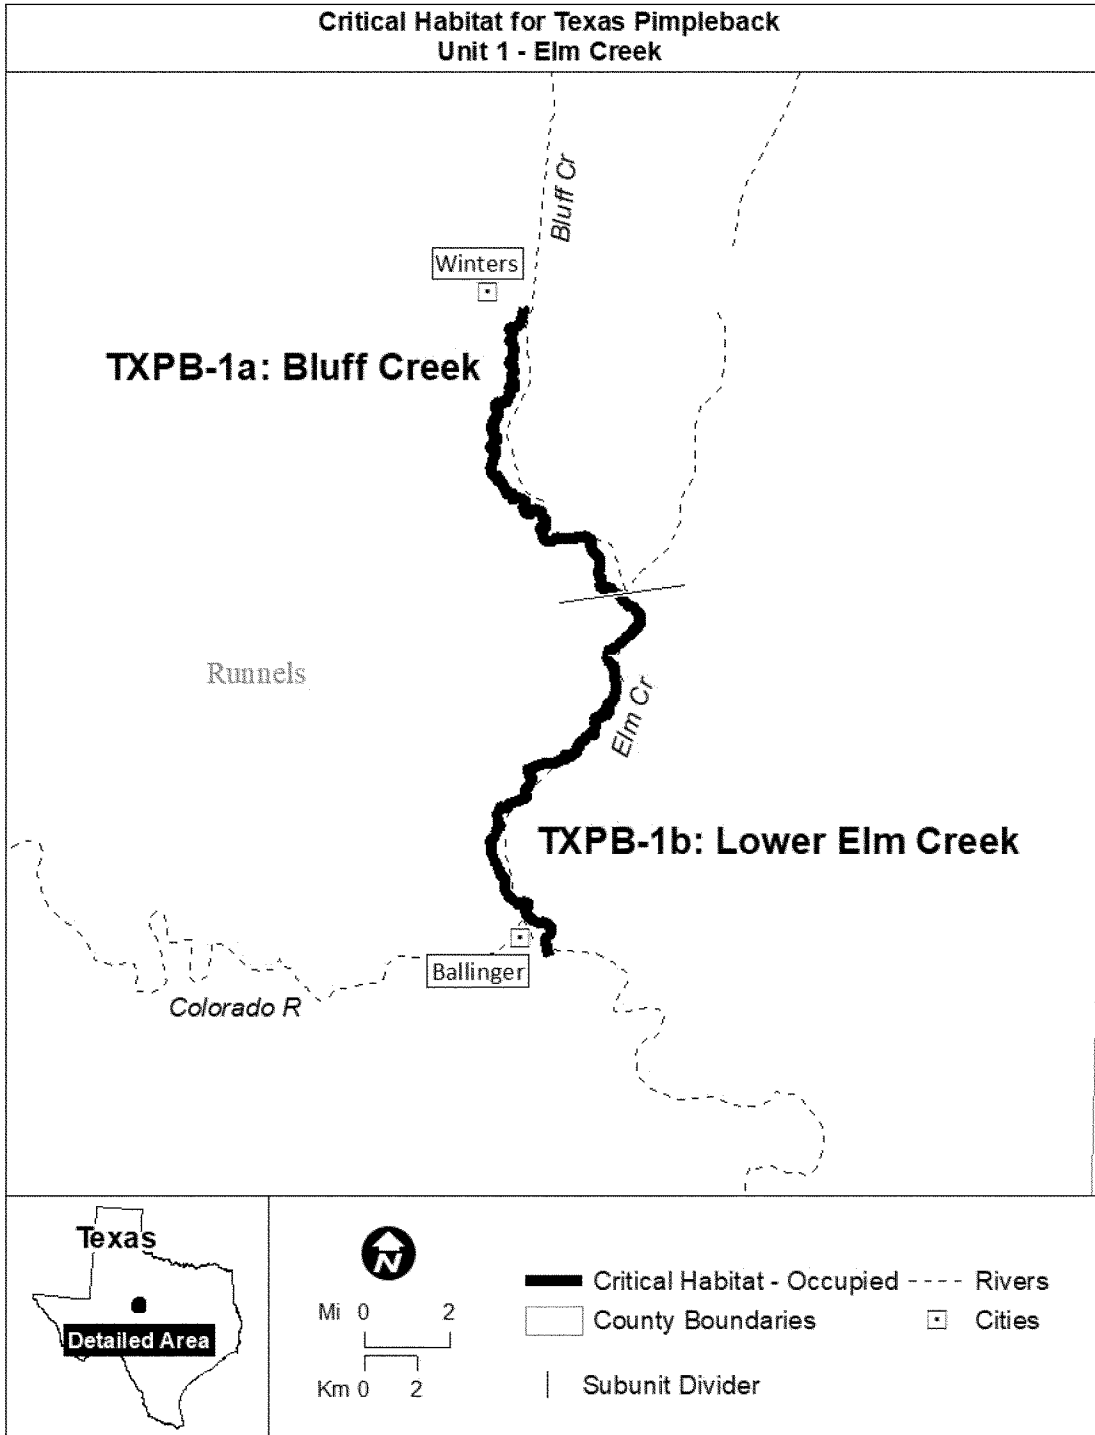 Critical Habitat for Texas Pimpleback
Unit 1 - Elm Creek
Bluff Cr
Winters
TXPB-1a: Bluff Creek
Runnels
Elm Cr
TXPB-1b: Lower Elm Creek
Ballinger
Colorado R
Texas
Detailed Area
N
Mi 0 2
Km 0 2
Critical Habitat - Occupied
Rivers
County Boundaries
Cities
Subunit Divider